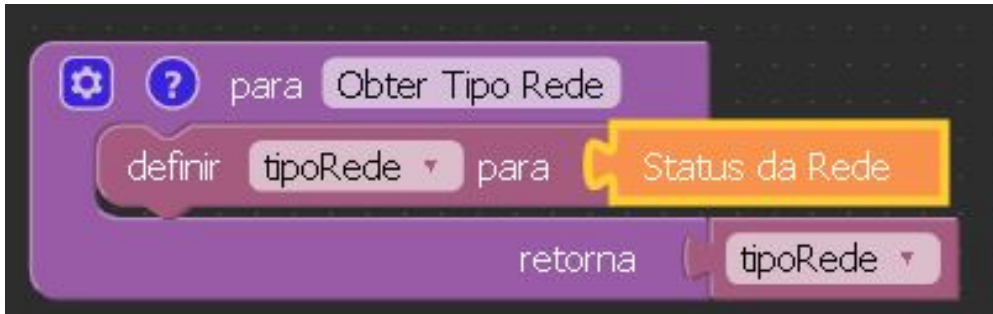 ? para Obter Tipo Rede
definir tipoRede para Status da Rede
retorna tipoRede